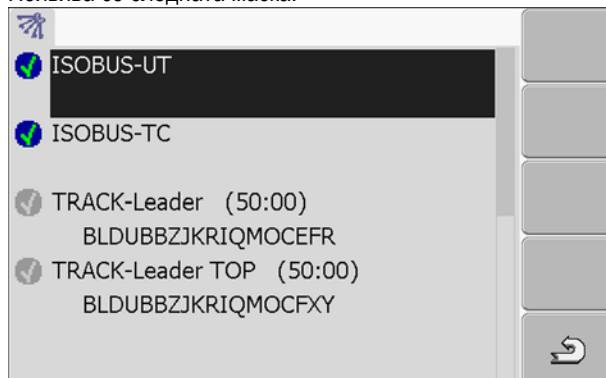 ISOBUS-UT
ISOBUS-TC
TRACK-Leader (50:00)
BLDUBBZJKRIQMOCEFR
TRACK-Leader TOP (50:00)
BLDUBBZJKRIQMOCFXY